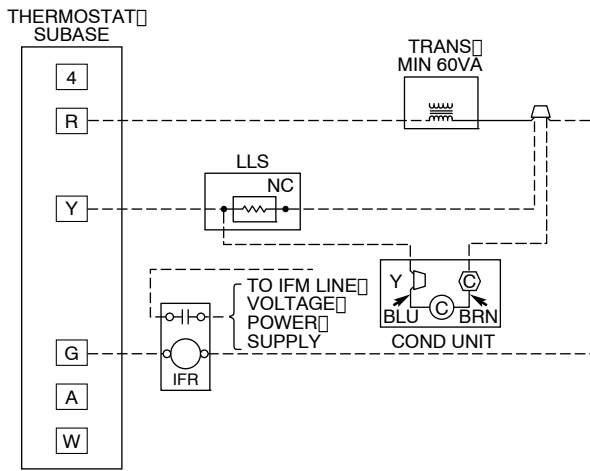 THERMOSTAT▯
SUBASE
TRANS▯
MIN 60VA
4
R
LLS
NC
Y
TO IFM LINE▯
VOLTAGE▯
POWER▯
SUPPLY
Y
C
C
BLU
BRN
COND UNIT
G
IFR
A
W